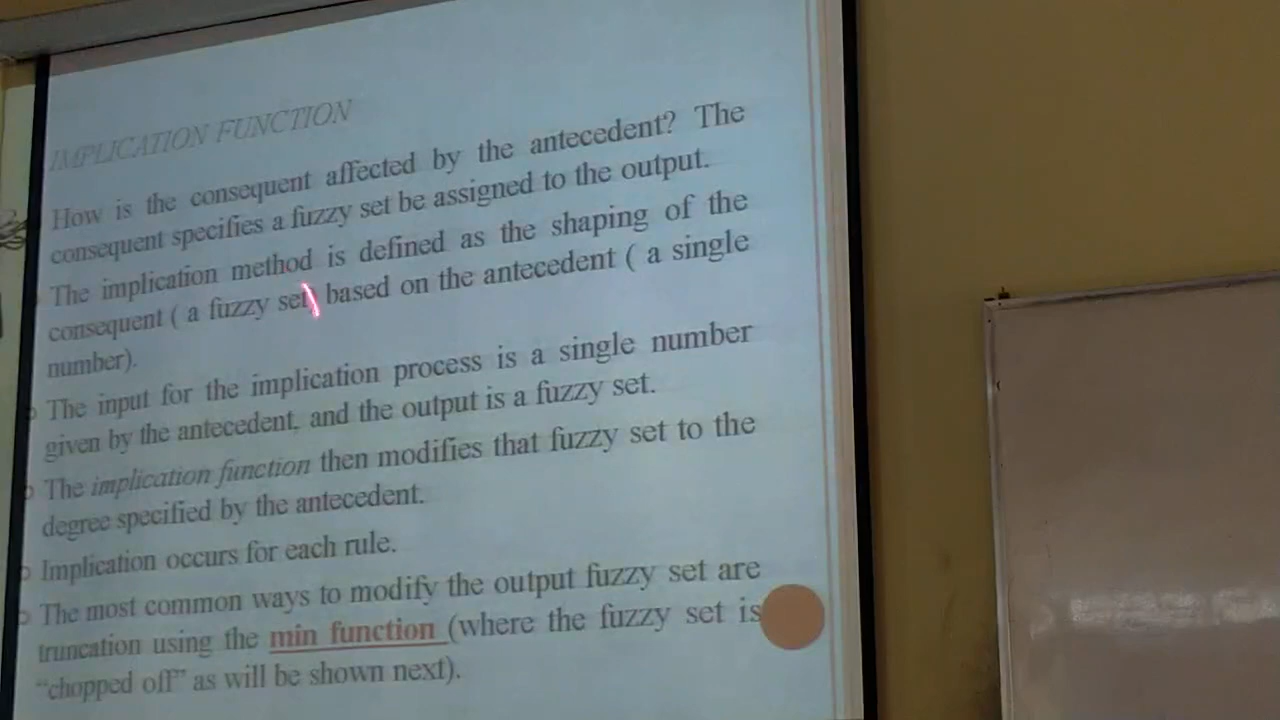 IMPLICATION FUNCTION
How is the consequent affected by the antecedent? The
consequent specifies a fuzzy set be assigned to the output.
The implication method is defined as the shaping of the
consequent ( a fuzzy set) based on the antecedent ( a single
number).
The input for the implication process is a single number
given by the antecedent, and the output is a fuzzy set.
The implication function then modifies that fuzzy set to the
degree specified by the antecedent.
Implication occurs for each rule.
The most common ways to modify the output fuzzy set are
truncation using the min function (where the fuzzy set is
“chopped off” as will be shown next).